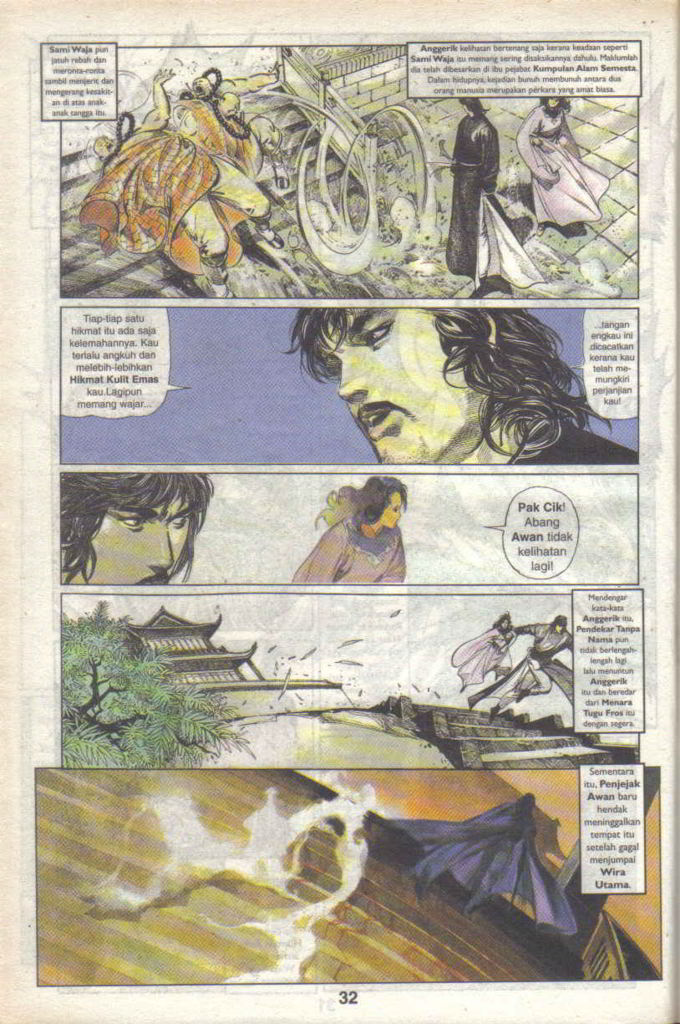 Sami Waja pun
jatuh rebah dan
meronta-ronta
sambil menjerit dan
mengerang kesakit-
an di atas anak-
anak tangga itu.
Anggerik kelihatan bertenang saja kerana keadaan seperti
Sami Waja itu memang sering disaksikannya dahulu. Maklumlah
dia telah dibesarkan di ibu pejabat Kumpulan Alam Semesta.
Dalam hidupnya, kejadian bunuh membunuh antara dua
orang manusia merupakan perkara yang amat biasa.
Tiap-tiap satu
hikmat itu ada saja
kelemahannya. Kau
terlalu angkuh dan
melebih-lebihkan
Hikmat Kulit Emas
kau. Lagipun
memang wajar...
...tangan
engkau ini
dicacatkan
kerana kau
telah me-
mungkiri
perjanjian
kau!
Pak Cik!
Abang
Awan tidak
kelihatan
lagi!
Mendengar
kata-kata
Anggerik itu,
Pendekar Tanpa
Nama pun
tidak berlengah-
lengah lagi
lalu menuntun
Anggerik
itu dan beredar
dari Menara
Tugu Fros itu
dengan segera.
Sementara
itu, Penjejak
Awan baru
hendak
meninggalkan
tempat itu
setelah gagal
menjumpai
Wira
Utama.
32